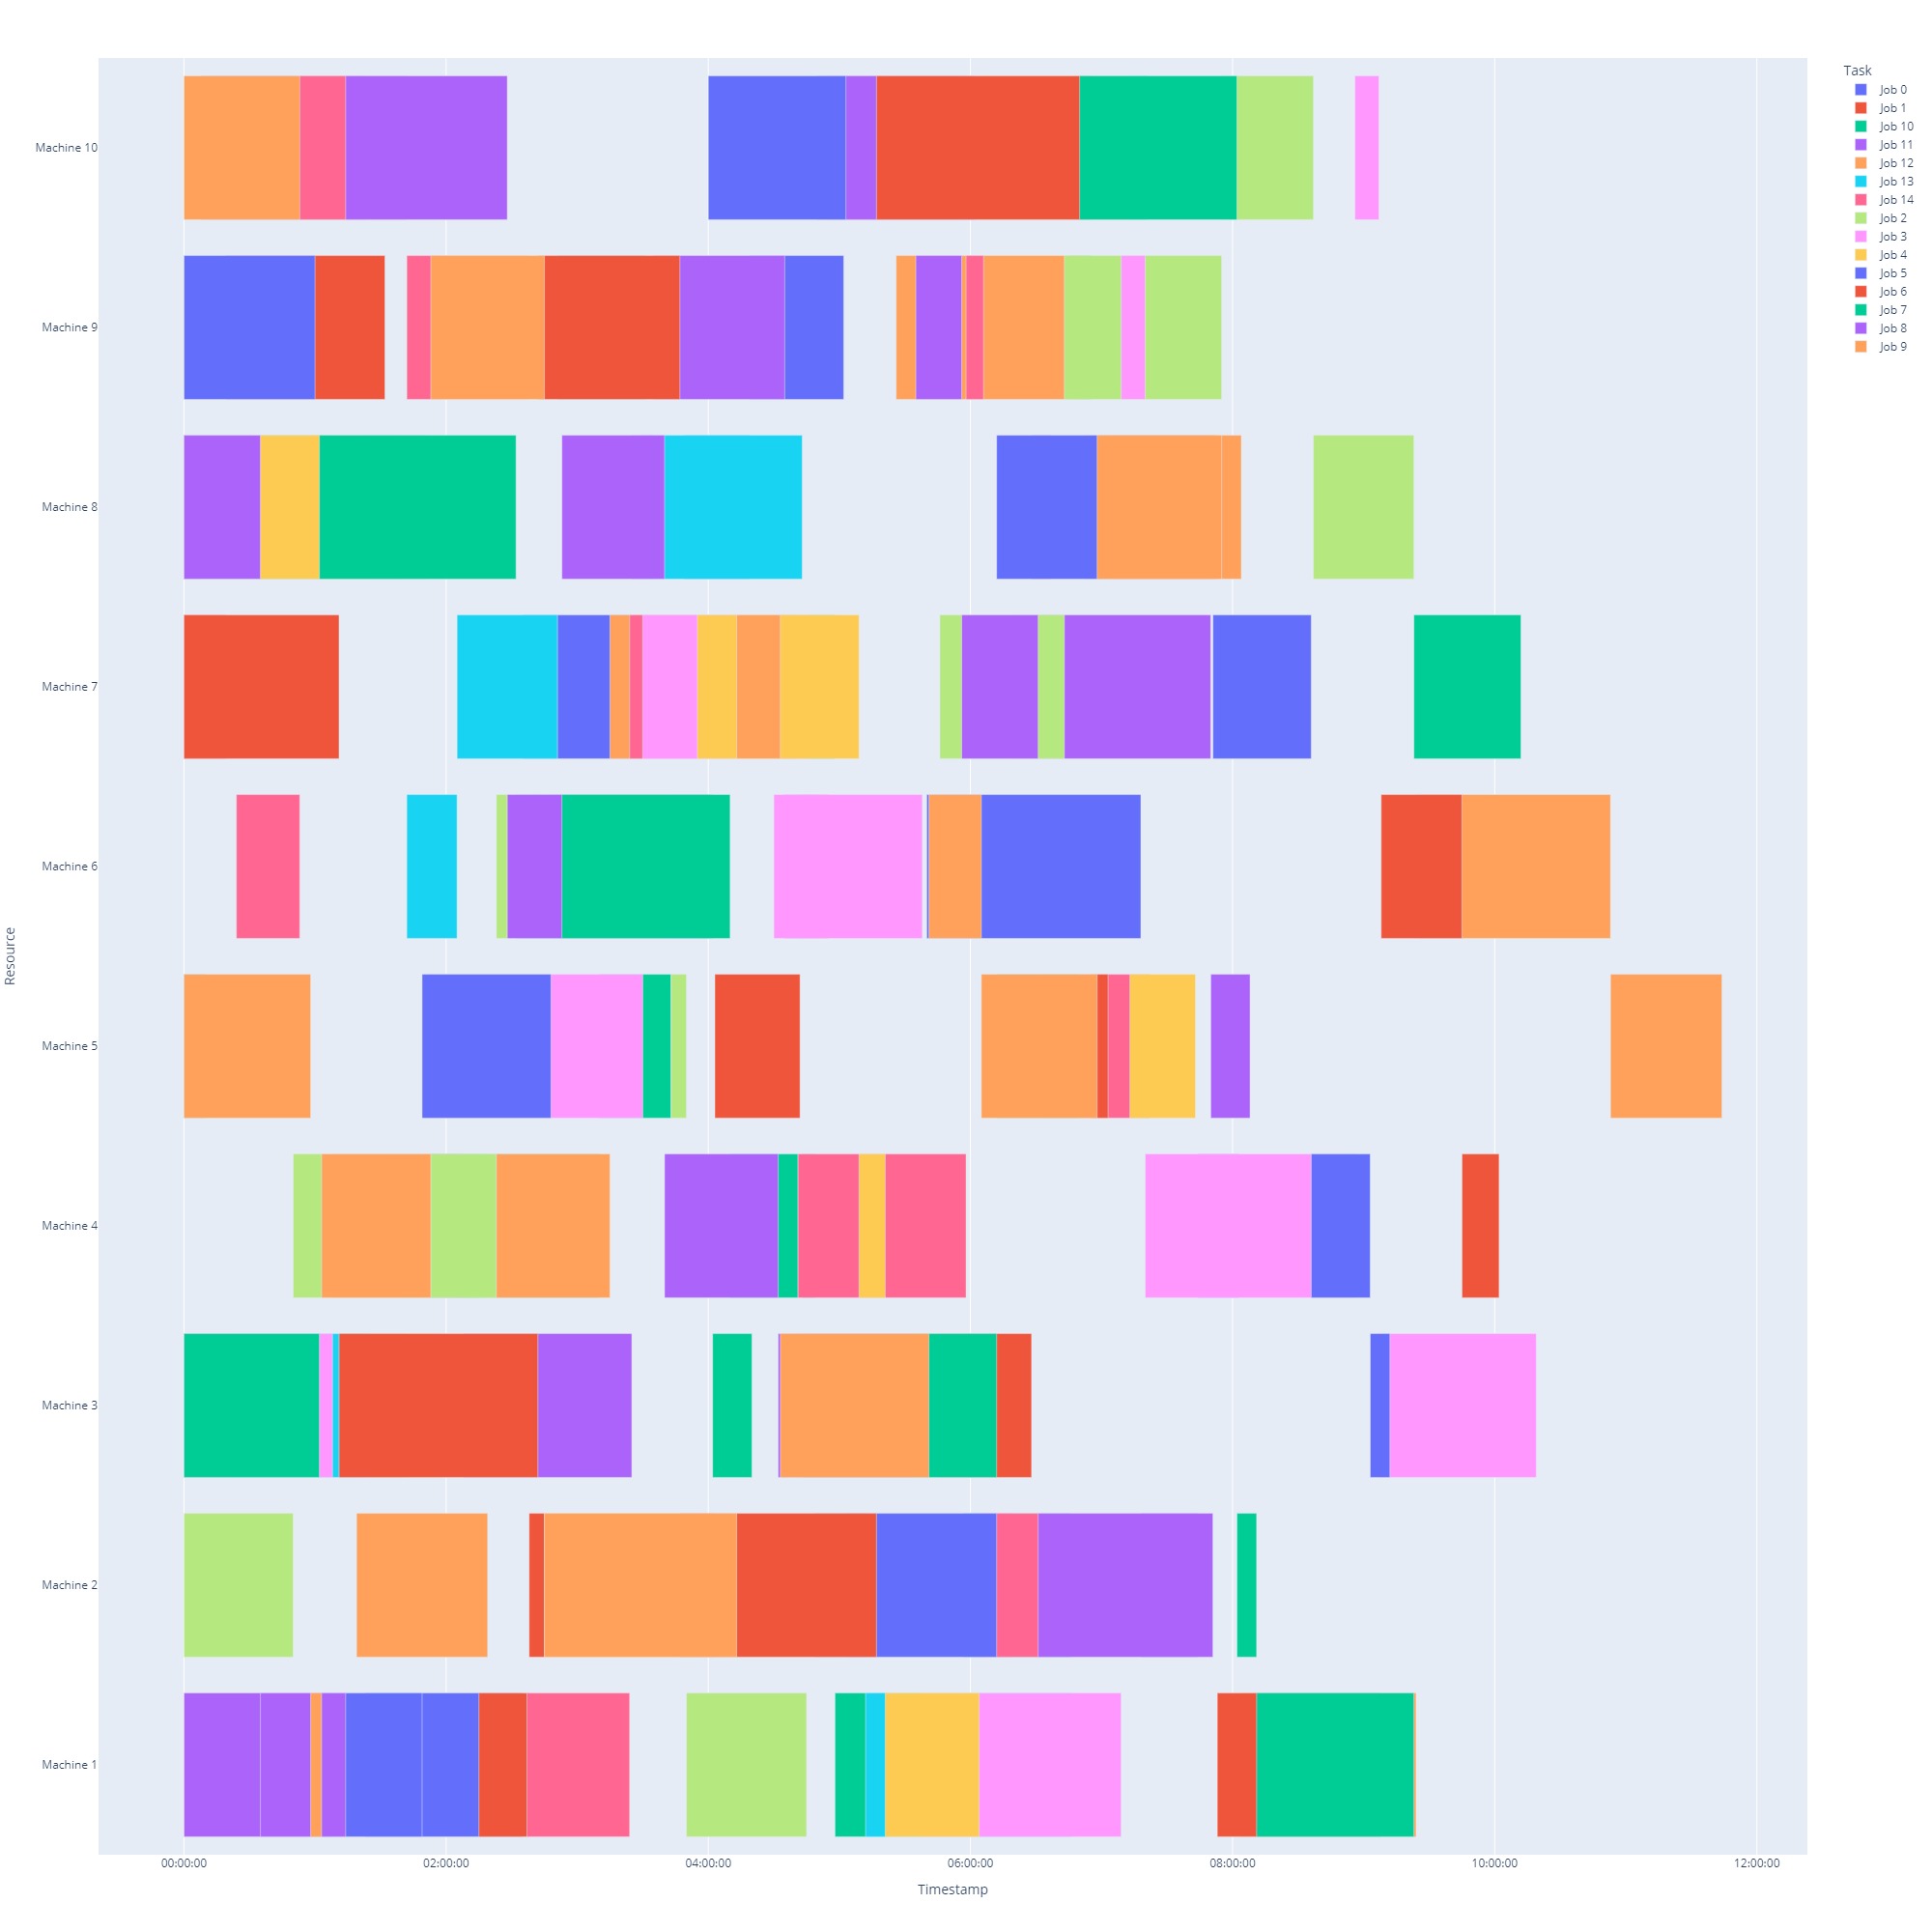 Task
Job 0
Job 1
Job 10
Job 11
Job 12
Job 13
Job 14
Job 2
Job 3
Job 4
Job 5
Job 6
Job 7
Job 8
Job 9
Machine 10
Machine 9
Machine 8
Machine 7
Machine 6
Machine 5
Machine 4
Machine 3
Machine 2
Machine 1
Resource
00:00:00
02:00:00
04:00:00
06:00:00
08:00:00
10:00:00
12:00:00
Timestamp